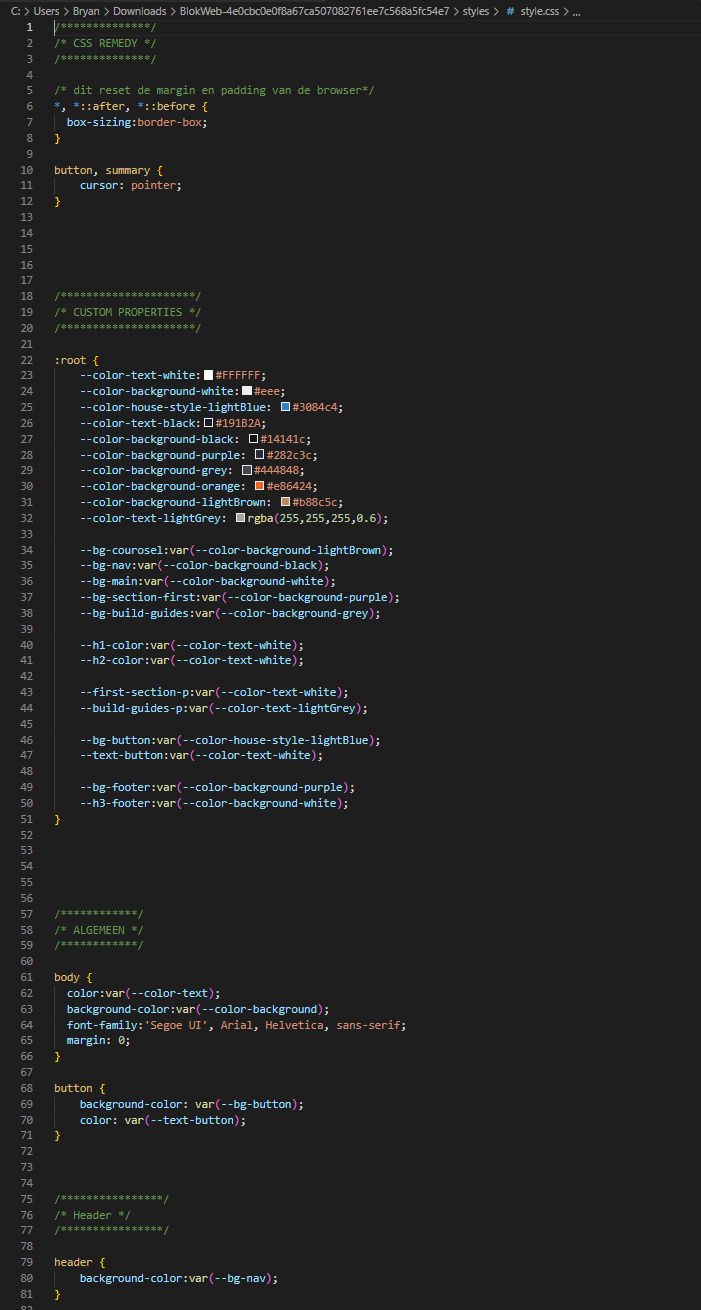 C: > Users > Bryan > Downloads > BlokWeb-4e0cbc0e0f8a67ca507082761ee7c568a5fc54e7 > styles > # style.css > ...
1 /**************/
2 /* CSS REMEDY */
3 /**************/
4
5 /* dit reset de margin en padding van de browser*/
6 *, *::after, *::before {
7 box-sizing:border-box;
8 }
9
10 button, summary {
11 cursor: pointer;
12 }
13
14
15
16
17
18 /*********************/
19 /* CUSTOM PROPERTIES */
20 /*********************/
21
22 :root {
23 --color-text-white:#FFFFFF;
24 --color-background-white:#eee;
25 --color-house-style-lightBlue: #3084c4;
26 --color-text-black:#191B2A;
27 --color-background-black: #14141c;
28 --color-background-purple: #282c3c;
29 --color-background-grey: #444848;
30 --color-background-orange: #e86424;
31 --color-background-lightBrown: #b88c5c;
32 --color-text-lightGrey: rgba(255,255,255,0.6);
33
34 --bg-courosel:var(--color-background-lightBrown);
35 --bg-nav:var(--color-background-black);
36 --bg-main:var(--color-background-white);
37 --bg-section-first:var(--color-background-purple);
38 --bg-build-guides:var(--color-background-grey);
39
40 --h1-color:var(--color-text-white);
41 --h2-color:var(--color-text-white);
42
43 --first-section-p:var(--color-text-white);
44 --build-guides-p:var(--color-text-lightGrey);
45
46 --bg-button:var(--color-house-style-lightBlue);
47 --text-button:var(--color-text-white);
48
49 --bg-footer:var(--color-background-purple);
50 --h3-footer:var(--color-background-white);
51 }
52
53
54
55
56
57 /************/
58 /* ALGEMEEN */
59 /************/
60
61 body {
62 color:var(--color-text);
63 background-color:var(--color-background);
64 font-family:'Segoe UI', Arial, Helvetica, sans-serif;
65 margin: 0;
66 }
67
68 button {
69 background-color: var(--bg-button);
70 color: var(--text-button);
71 }
72
73
74
75 /****************/
76 /* Header */
77 /****************/
78
79 header {
80 background-color:var(--bg-nav);
81 }
82